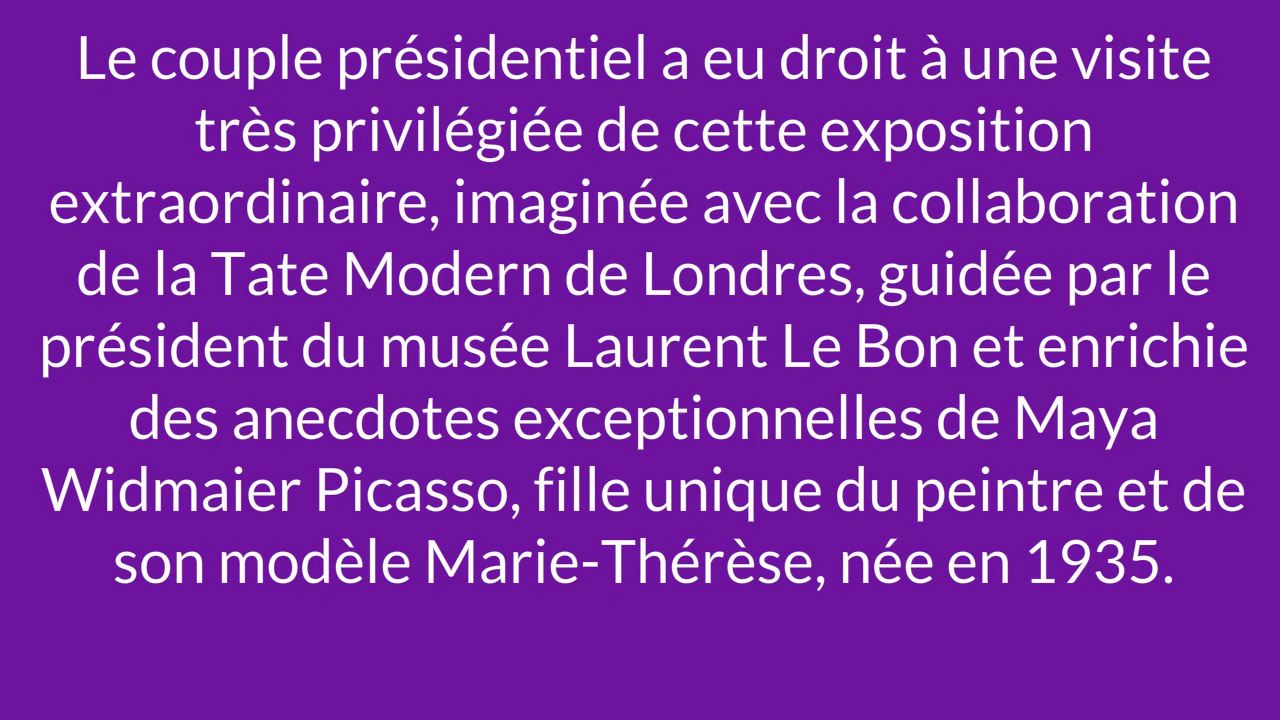 Le couple présidentiel a eu droit à une visite
très privilégiée de cette exposition
extraordinaire, imaginée avec la collaboration
de la Tate Modern de Londres, guidée par le
président du musée Laurent Le Bon et enrichie
des anecdotes exceptionnelles de Maya
Widmaier Picasso, fille unique du peintre et de
son modèle Marie-Thérèse, née en 1935.